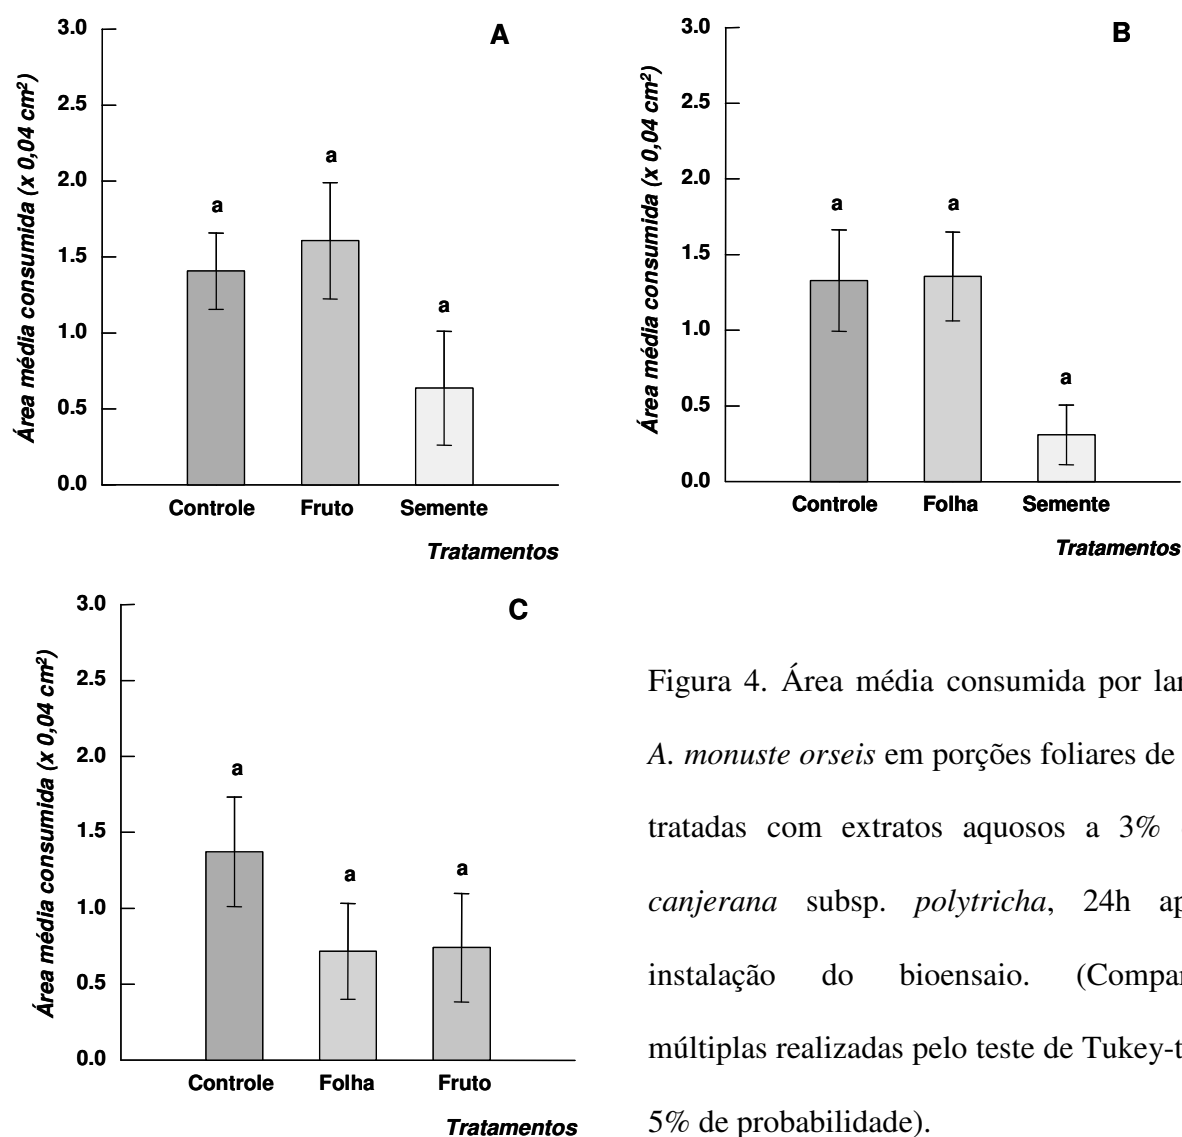 A
Área média consumida (x 0,04 cm²)
3.0
2.5
2.0
1.5
1.0
0.5
0.0
a
a
a
Controle Fruto Semente
Tratamentos
B
Área média consumida (x 0,04 cm²)
3.0
2.5
2.0
1.5
1.0
0.5
0.0
a
a
a
Controle Folha Semente
Tratamentos
C
Área média consumida (x 0,04 cm²)
3.0
2.5
2.0
1.5
1.0
0.5
0.0
a
a
a
Controle Folha Fruto
Tratamentos
Figura 4. Área média consumida por
A. monuste orseis em porções foliares de
tratadas com extratos aquosos a 3%
canjerana subsp. polytricha, 24h
instalação do bioensaio.
múltiplas realizadas pelo teste de
5% de probabilidade).